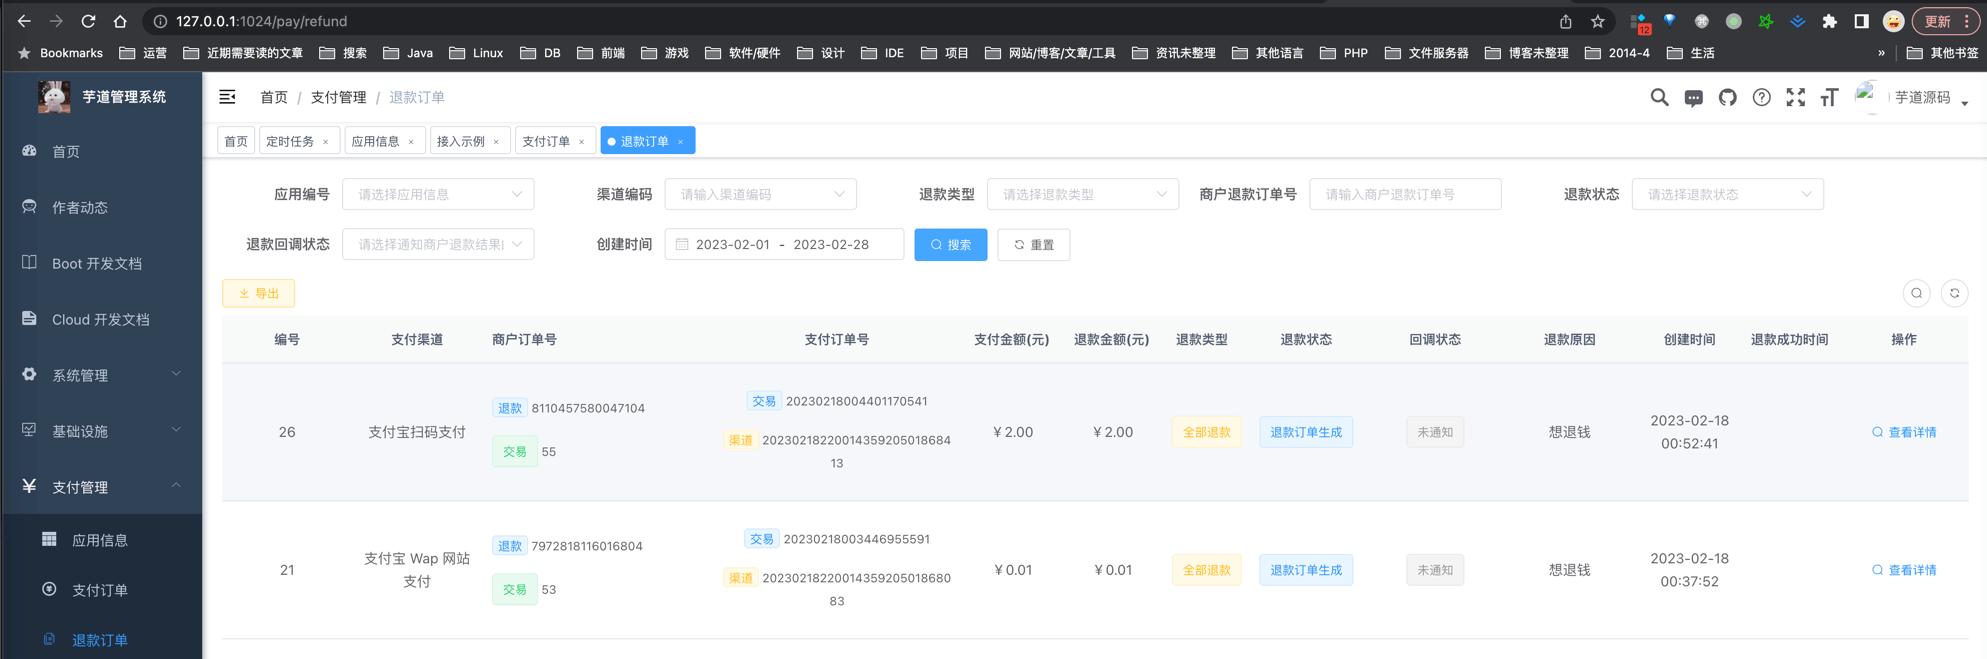 127.0.0.1:1024/pay/refund
12
更新
Bookmarks 运营 近期需要读的文章 搜索 Java Linux DB 前端 游戏 软件/硬件 设计 IDE 项目 网站/博客/文章/工具 资讯未整理 其他语言 PHP 文件服务器 博客未整理 2014-4 生活 » 其他书签
芋道管理系统
首页 / 支付管理 / 退款订单
芋道源码
首页 定时任务 × 应用信息 × 接入示例 × 支付订单 × 退款订单 ×
首页
作者动态
Boot 开发文档
Cloud 开发文档
系统管理
基础设施
支付管理
应用信息
支付订单
退款订单
应用编号 请选择应用信息 渠道编码 请输入渠道编码 退款类型 请选择退款类型 商户退款订单号 请输入商户退款订单号 退款状态 请选择退款状态
退款回调状态 请选择通知商户退款结果 创建时间 2023-02-01 - 2023-02-28 搜索 重置
导出
编号 支付渠道 商户订单号 支付订单号 支付金额(元) 退款金额(元) 退款类型 退款状态 回调状态 退款原因 创建时间 退款成功时间 操作
26 支付宝扫码支付 退款 8110457580047104 交易 55 交易 20230218004401170541 渠道 20230218220014359205018684
13 ￥2.00 ￥2.00 全部退款 退款订单生成 未通知 想退钱 2023-02-18
00:52:41 查看详情
21 支付宝 Wap 网站
支付 退款 7972818116016804 交易 53 交易 20230218003446955591 渠道 20230218220014359205018680
83 ￥0.01 ￥0.01 全部退款 退款订单生成 未通知 想退钱 2023-02-18
00:37:52 查看详情